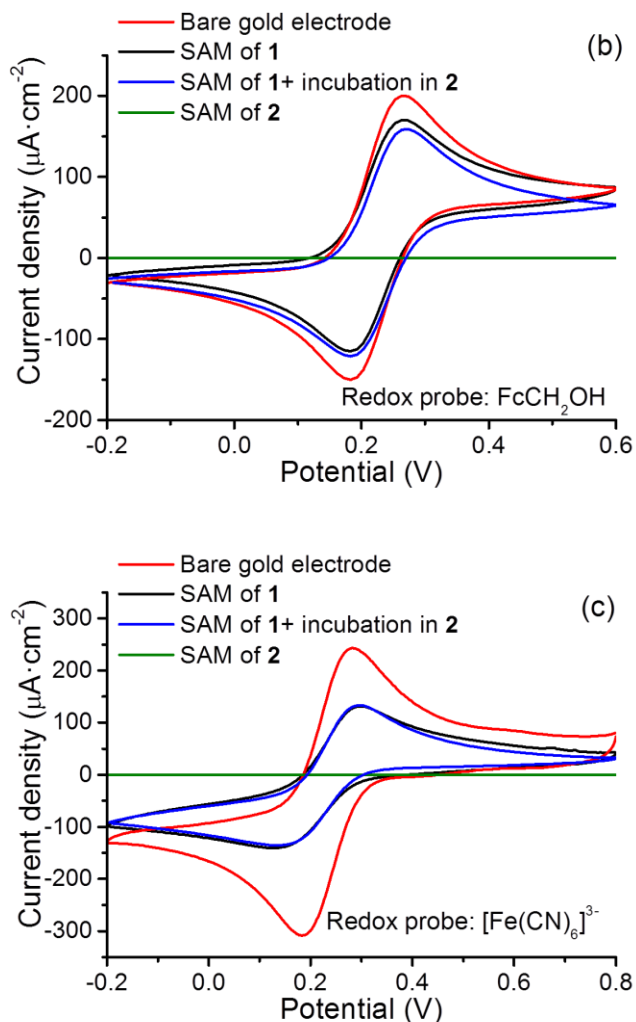 Bare gold electrode
SAM of 1
(b)
SAM of 1+ incubation in 2
SAM of 2
200
100
0
-100
-200
Current density (μA·cm⁻²)
Redox probe: FcCH₂OH
-0.2 0.0 0.2 0.4 0.6
Potential (V)
Bare gold electrode
SAM of 1
(c)
SAM of 1+ incubation in 2
SAM of 2
300
200
100
0
-100
-200
-300
Current density (μA·cm⁻²)
Redox probe: [Fe(CN)₆]³⁻
-0.2 0.0 0.2 0.4 0.6 0.8
Potential (V)